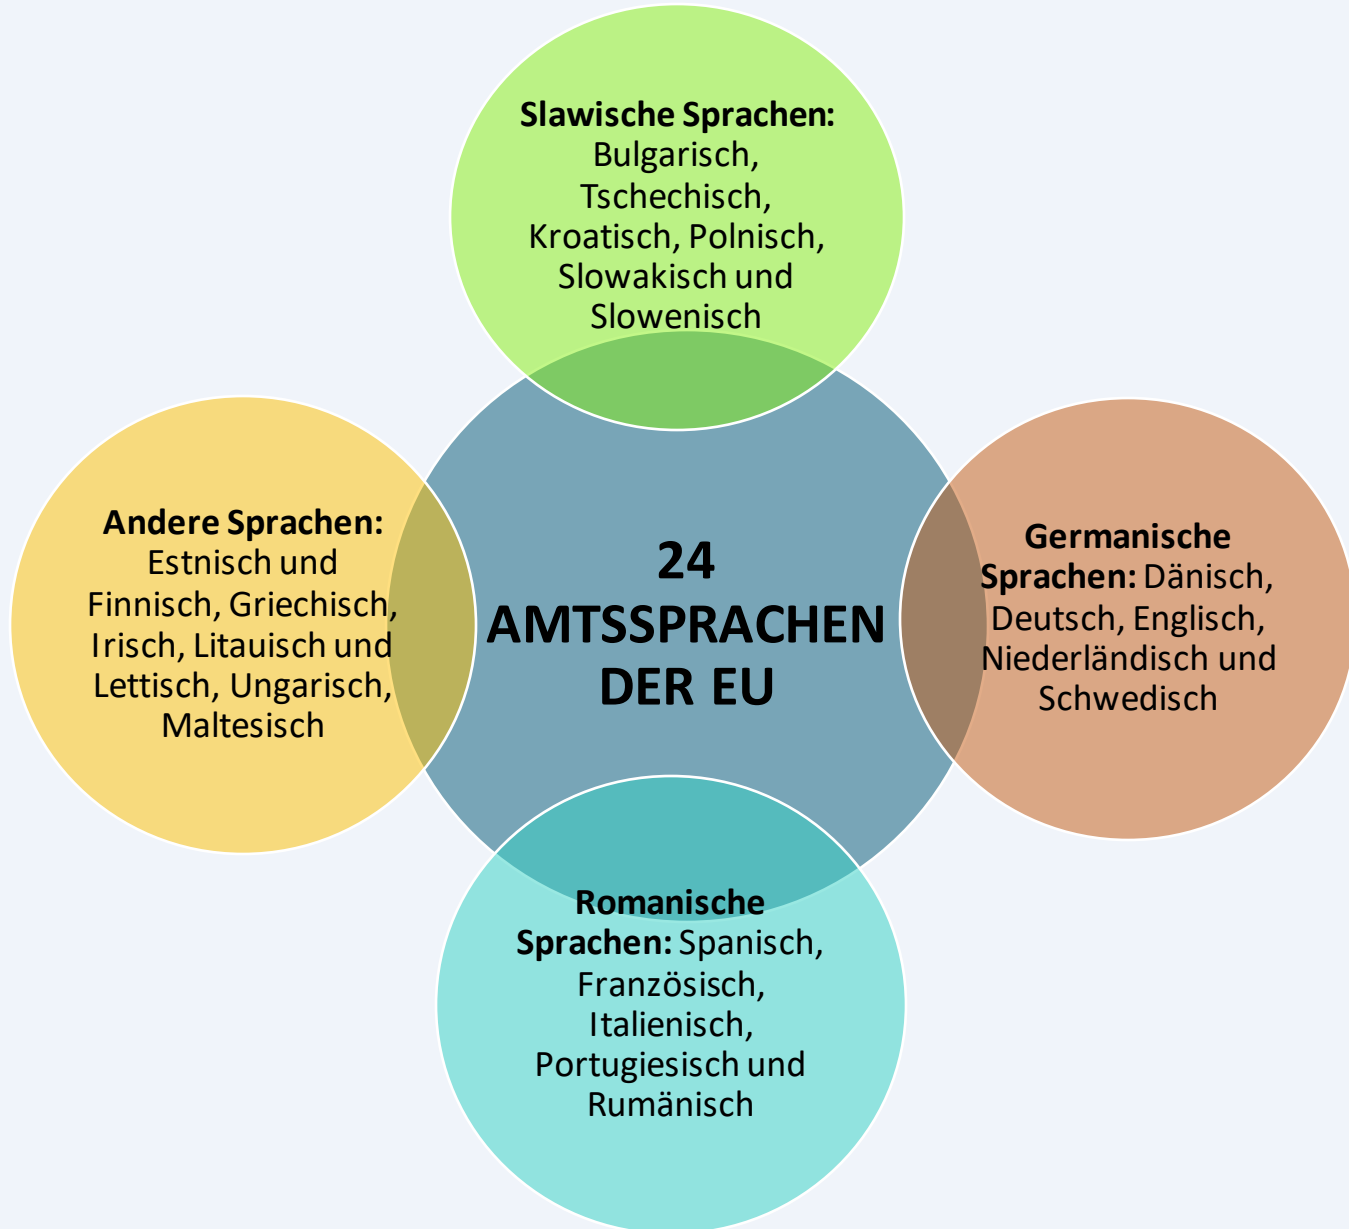 Slawische Sprachen:
Bulgarisch,
Tschechisch,
Kroatisch, Polnisch,
Slowakisch und
Slowenisch
Andere Sprachen:
Estnisch und
Finnisch, Griechisch,
Irisch, Litauisch und
Lettisch, Ungarisch,
Maltesisch
24
AMTSSPRACHEN
DER EU
Germanische
Sprachen: Dänisch,
Deutsch, Englisch,
Niederländisch und
Schwedisch
Romanische
Sprachen: Spanisch,
Französisch,
Italienisch,
Portugiesisch und
Rumänisch